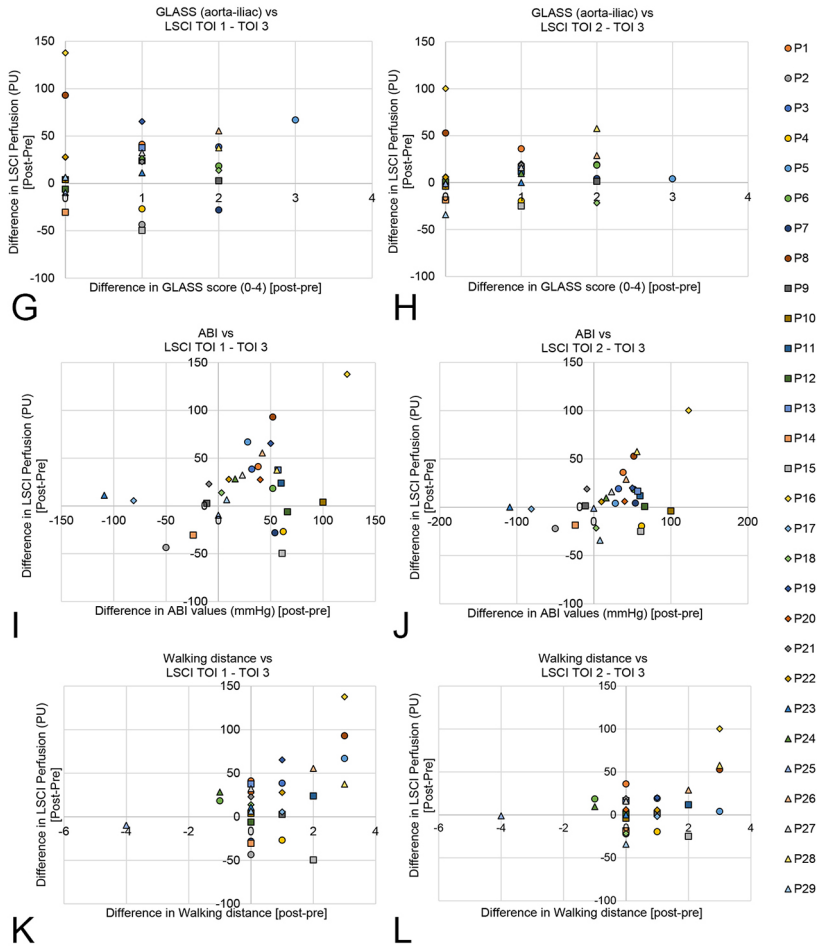 GLASS (aorta-iliac) vs
LSCI TOI 1 - TOI 3
150
100
50
0
-50
-100
0
1
2
3
4
Difference in LSCI Perfusion (PU)
[Post-Pre]
Difference in GLASS score (0-4) [post-pre]
G
GLASS (aorta-iliac) vs
LSCI TOI 2 - TOI 3
150
100
50
0
-50
-100
0
1
2
3
4
Difference in LSCI Perfusion (PU)
[Post-Pre]
Difference in GLASS score (0-4) [post-pre]
H
ABI vs
LSCI TOI 1 - TOI 3
150
100
50
0
-50
-100
-150
-100
-50
0
50
100
150
Difference in LSCI Perfusion (PU)
[Post-Pre]
Difference in ABI values (mmHg) [post-pre]
I
ABI vs
LSCI TOI 2 - TOI 3
150
100
50
0
-50
-100
-200
-100
0
100
200
Difference in LSCI Perfusion (PU)
[Post-Pre]
Difference in ABI values (mmHg) [post-pre]
J
Walking distance vs
LSCI TOI 1 - TOI 3
150
100
50
0
-50
-100
-6
-4
-2
0
2
4
Difference in LSCI Perfusion (PU)
[Post-Pre]
Difference in Walking distance [post-pre]
K
Walking distance vs
LSCI TOI 2 - TOI 3
150
100
50
0
-50
-100
-6
-4
-2
0
2
4
Difference in LSCI Perfusion (PU)
[Post-Pre]
Difference in Walking distance [post-pre]
L
P1
P2
P3
P4
P5
P6
P7
P8
P9
P10
P11
P12
P13
P14
P15
P16
P17
P18
P19
P20
P21
P22
P23
P24
P25
P26
P27
P28
P29